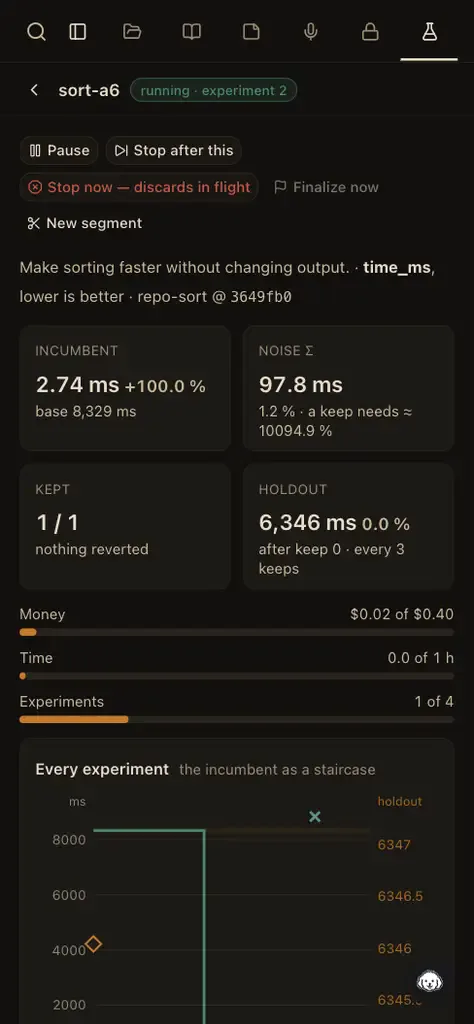 sort-a6 running · experiment 2
Pause Stop after this
Stop now — discards in flight Finalize now
New segment
Make sorting faster without changing output. · time_ms,
lower is better · repo-sort @ 3649fb0
INCUMBENT
2.74 ms +100.0 %
base 8,329 ms
NOISE Σ
97.8 ms
1.2 % · a keep needs ≈
10094.9 %
KEPT
1 / 1
nothing reverted
HOLDOUT
6,346 ms 0.0 %
after keep 0 · every 3
keeps
Money $0.02 of $0.40
Time 0.0 of 1 h
Experiments 1 of 4
Every experiment the incumbent as a staircase
ms holdout
8000 6347
6000 6346.5
4000 6346
2000